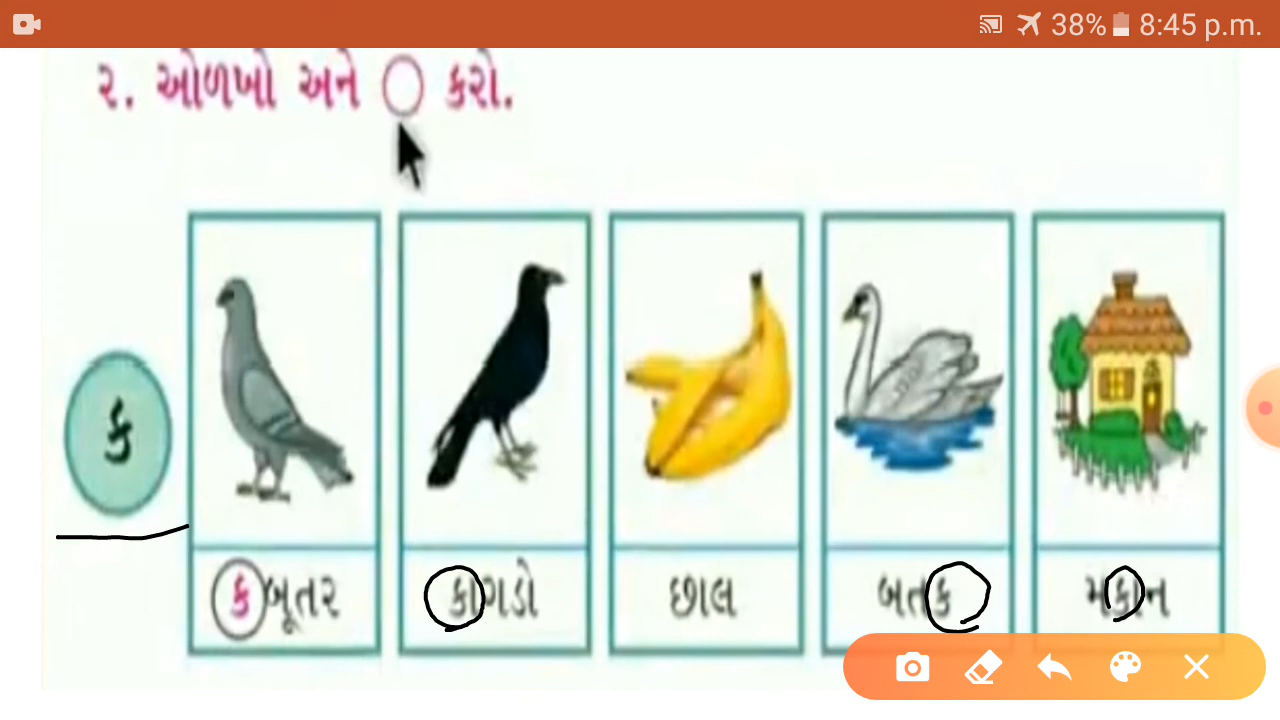 38% 8:45 p.m.
૨. ઓળખો અને ◯ કરો.
ક
કબૂતર કાગડો છાલ બતક મકાન